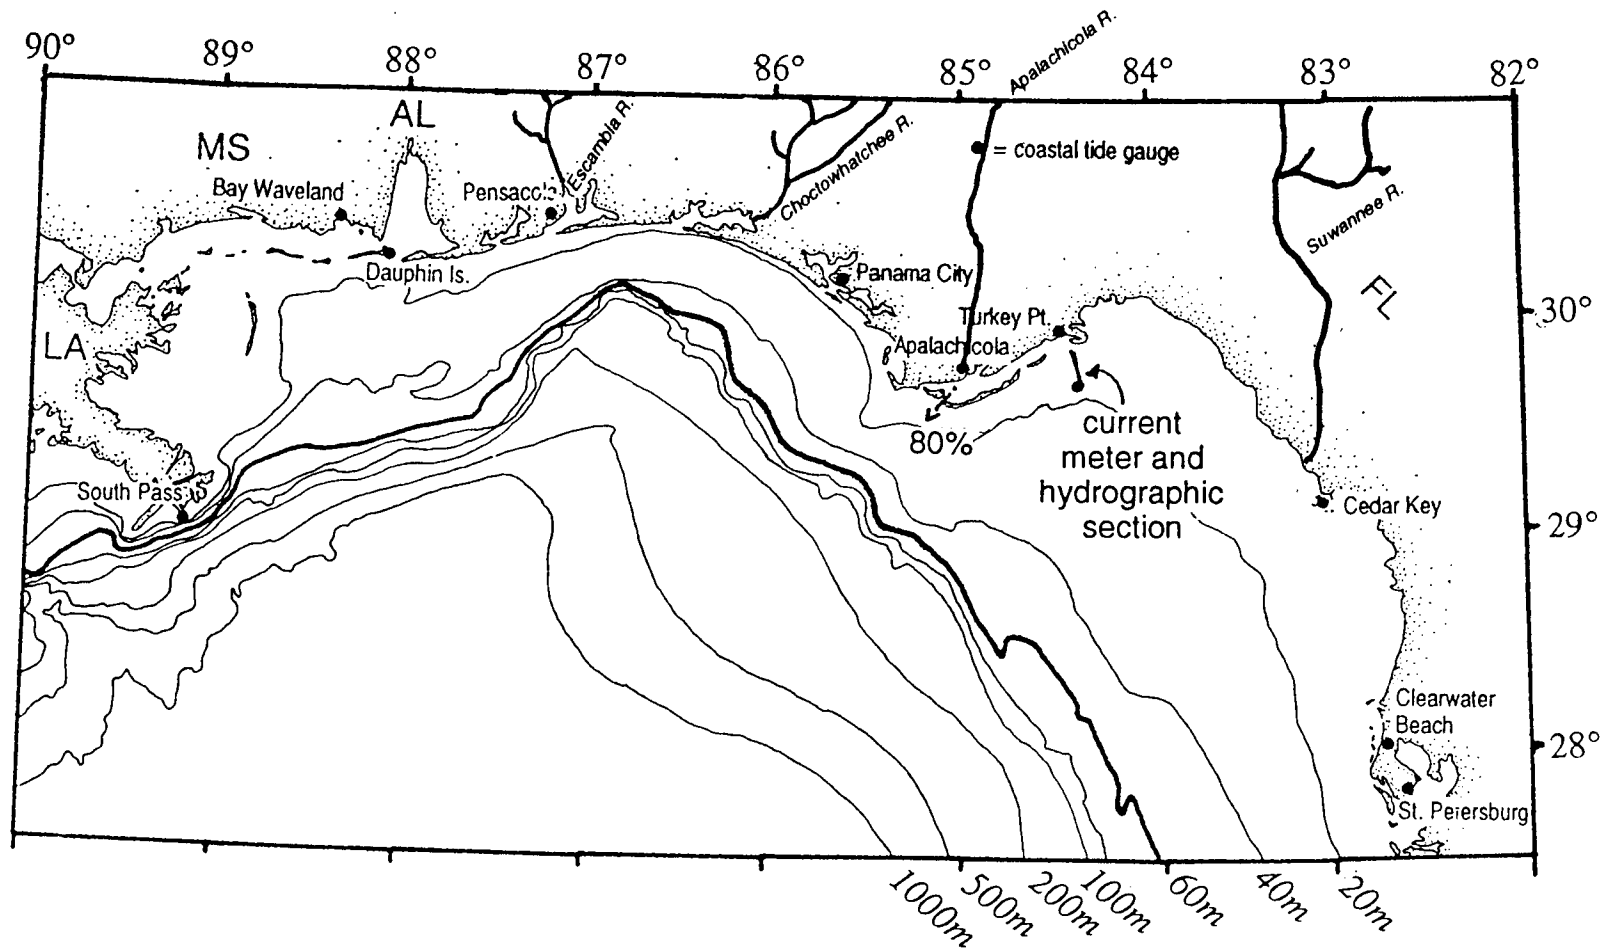 90°
89°
88°
87°
86°
85°
84°
83°
82°
Apalachicola R.
AL
MS
Escambia R.
Choctowhatchee R.
= coastal tide gauge
Bay Waveland
Pensacola
Suwannee R.
Dauphin Is.
Panama City
FL
30°
Turkey Pt.
LA
Apalachicola
80%
current
meter and
hydrographic
section
South Pass
Cedar Key
29°
Clearwater
Beach
28°
St. Petersburg
1000m
500m
200m
100m
60m
40m
20m